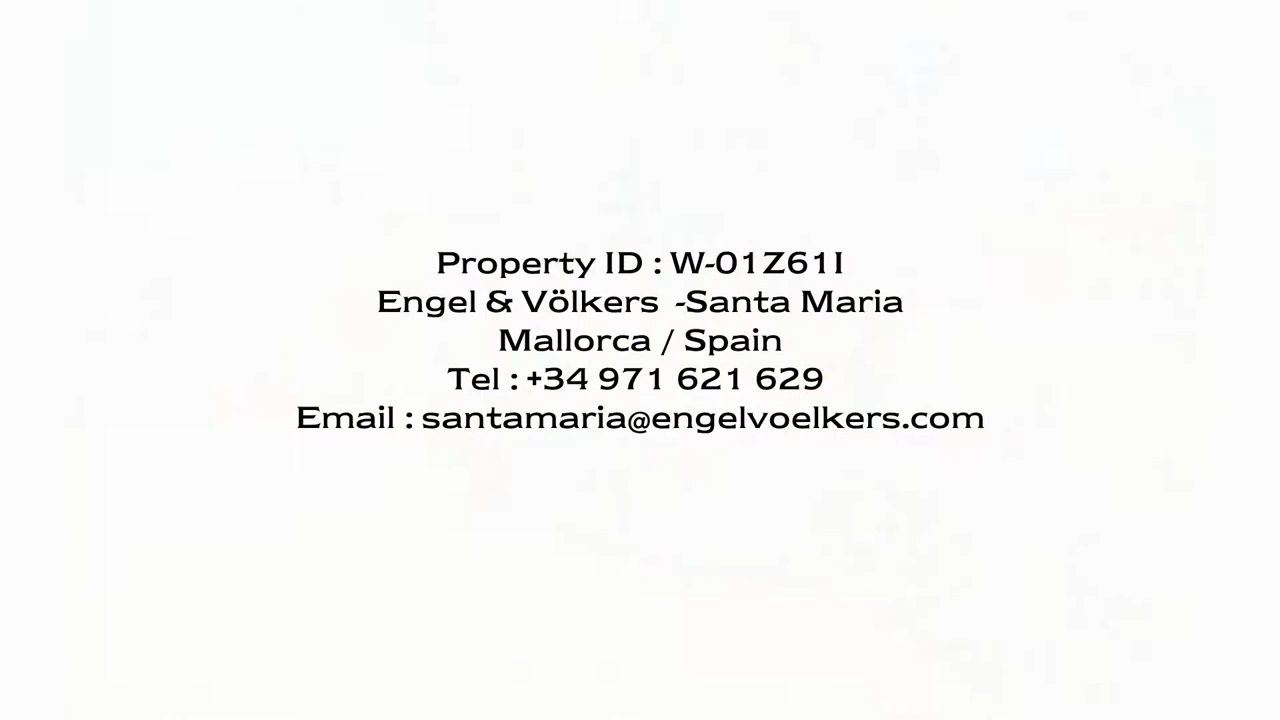 Property ID : W-01Z61I
Engel & Völkers -Santa Maria
Mallorca / Spain
Tel : +34 971 621 629
Email : santamaria@engelvoelkers.com